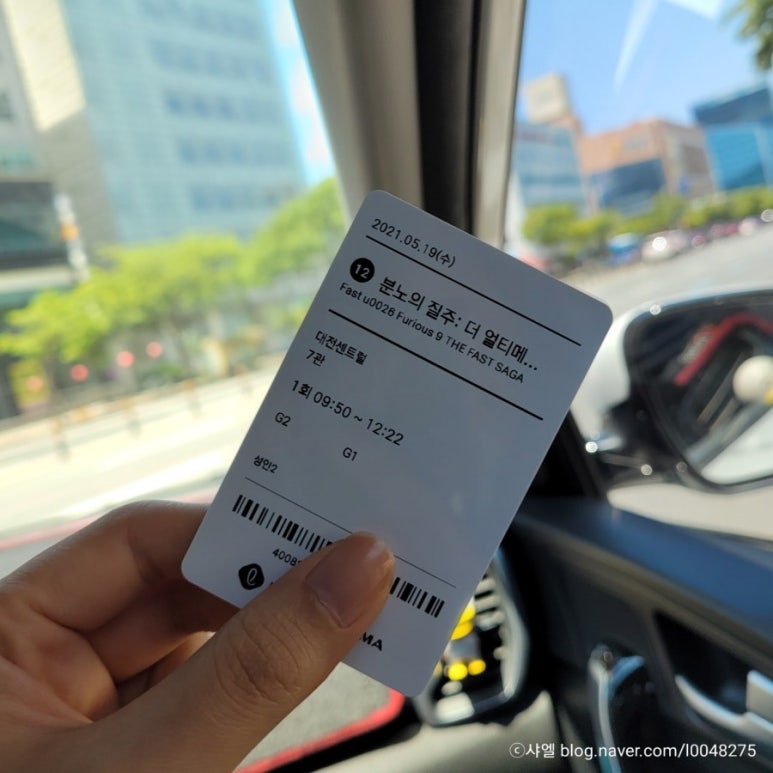 2021.05.19(수)
12 분노의 질주: 더 얼티메...
Fast u0026 Furious 9 THE FAST SAGA
대전센트럴
7관
1회 09:50 ~ 12:22
G2 G1
성인2
ⓒ샤엘 blog.naver.com/l0048275